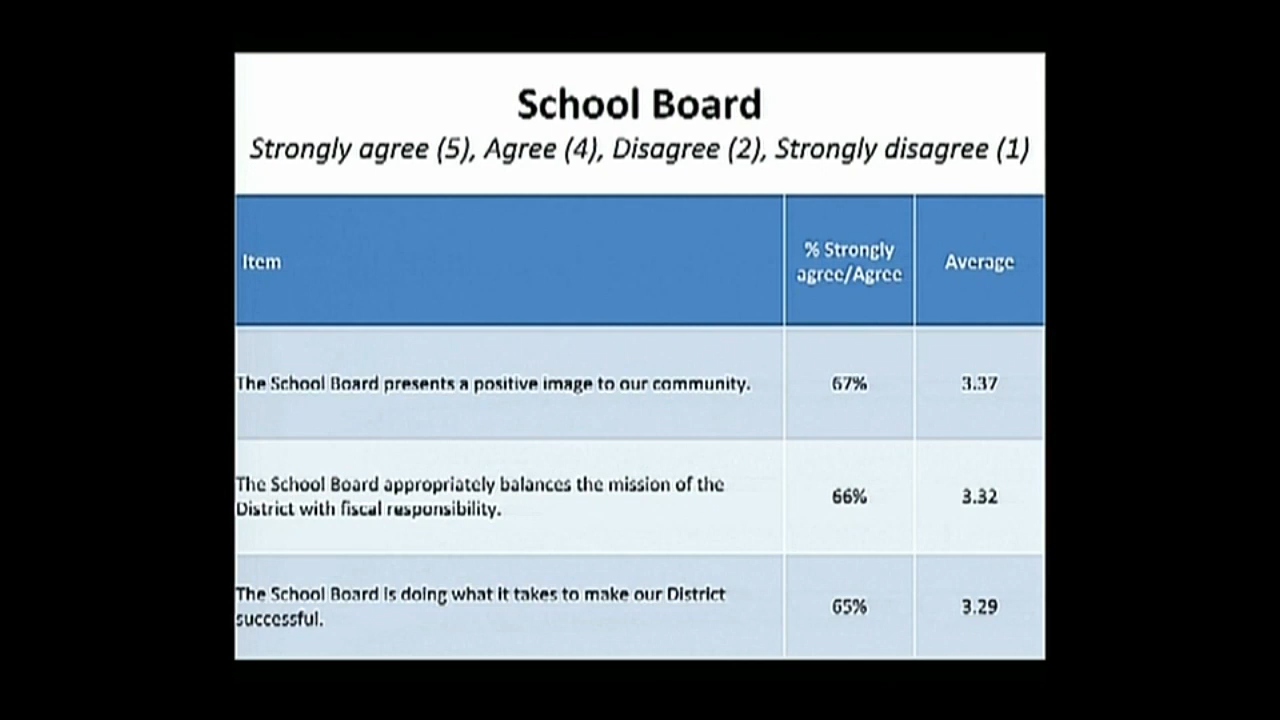 School Board
Strongly agree (5), Agree (4), Disagree (2), Strongly disagree (1)
Item
% Strongly
agree/Agree
Average
The School Board presents a positive image to our community.
67%
3.37
The School Board appropriately balances the mission of the
District with fiscal responsibility.
66%
3.32
The School Board is doing what it takes to make our District
successful.
65%
3.29